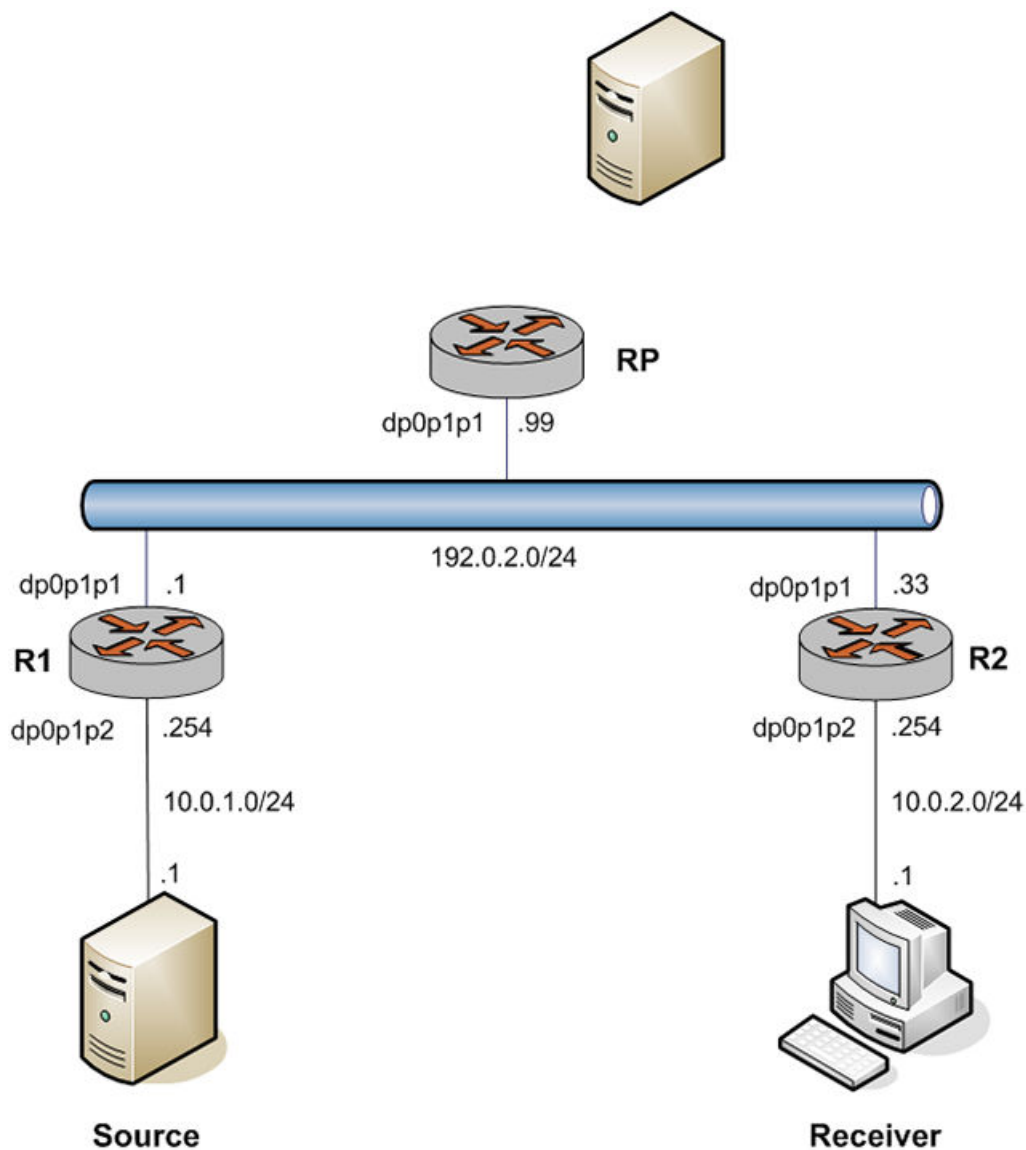 RP
dp0p1p1 .99
192.0.2.0/24
dp0p1p1 .1
dp0p1p1 .33
R1
R2
dp0p1p2 .254
dp0p1p2 .254
10.0.1.0/24
10.0.2.0/24
.1
.1
Source
Receiver